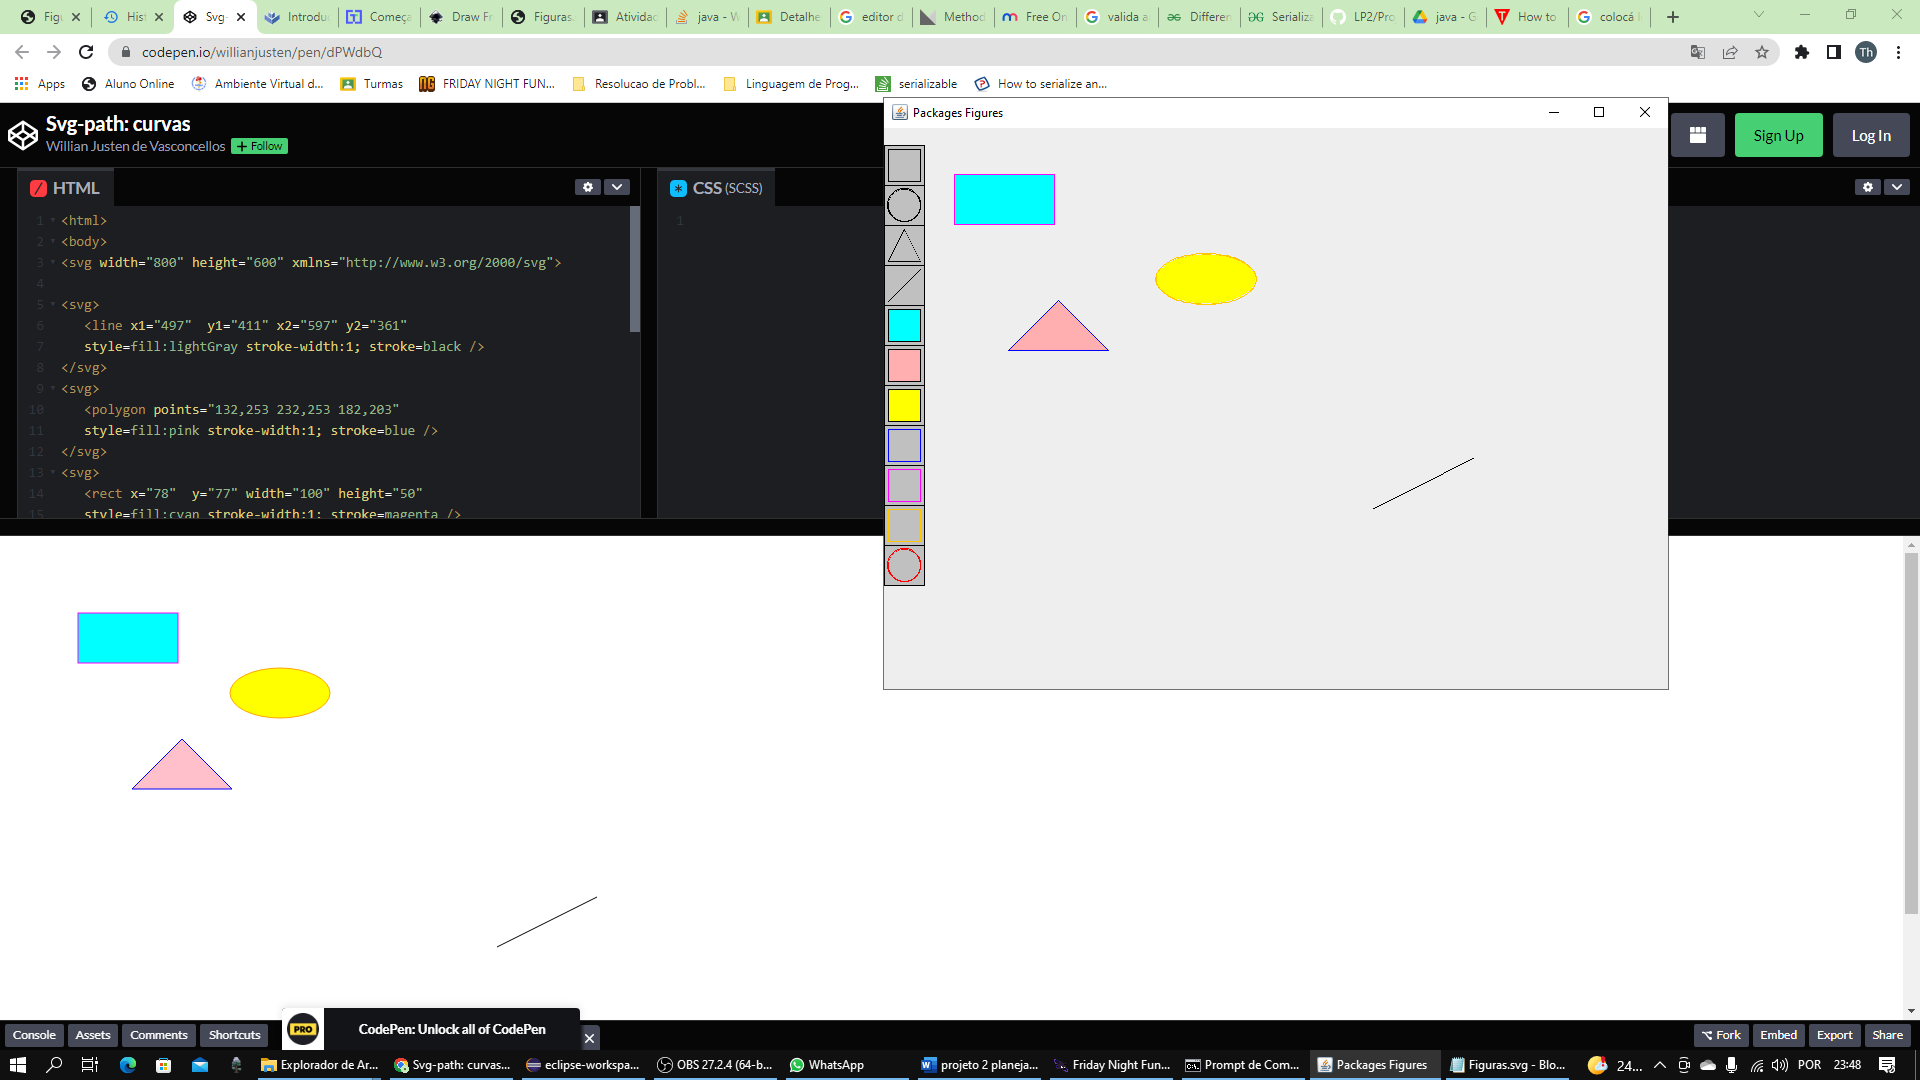 Figu
Hist
Svg-
Introdu
Começa
Draw Fr
Figuras.
Atividad
java - W
Detalhe
editor d
Method
Free On
valida a
Differen
Serializa
LP2/Pro
java - G
How to
colocá l
codepen.io/willianjusten/pen/dPWdbQ
Th
Apps
Aluno Online
Ambiente Virtual d...
Turmas
FRIDAY NIGHT FUN...
Resolucao de Probl...
Linguagem de Prog...
serializable
How to serialize an...
Svg-path: curvas
Willian Justen de Vasconcellos
+ Follow
Packages Figures
Sign Up
Log In
HTML
CSS (SCSS)
1 <html>
2 <body>
3 <svg width="800" height="600" xmlns="http://www.w3.org/2000/svg">
4
5 <svg>
6 <line x1="497"  y1="411" x2="597" y2="361"
7 style=fill:lightGray stroke-width:1; stroke=black />
8 </svg>
9 <svg>
10 <polygon points="132,253 232,253 182,203"
11 style=fill:pink stroke-width:1; stroke=blue />
12 </svg>
13 <svg>
14 <rect x="78"  y="77" width="100" height="50"
15 style=fill:cyan stroke-width:1; stroke=magenta />
1
Console
Assets
Comments
Shortcuts
PRO
CodePen: Unlock all of CodePen
Fork
Embed
Export
Share
Explorador de Ar...
Svg-path: curvas...
eclipse-workspa...
OBS 27.2.4 (64-b...
WhatsApp
projeto 2 planeja...
Friday Night Fun...
Prompt de Com...
Packages Figures
Figuras.svg - Blo...
24...
POR
23:48